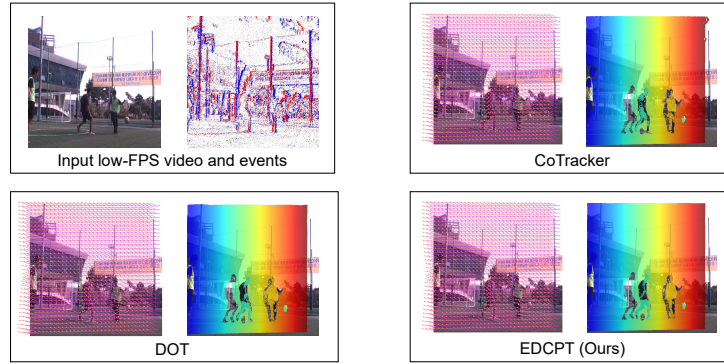 Input low-FPS video and events
CoTracker
DOT
EDCPT (Ours)